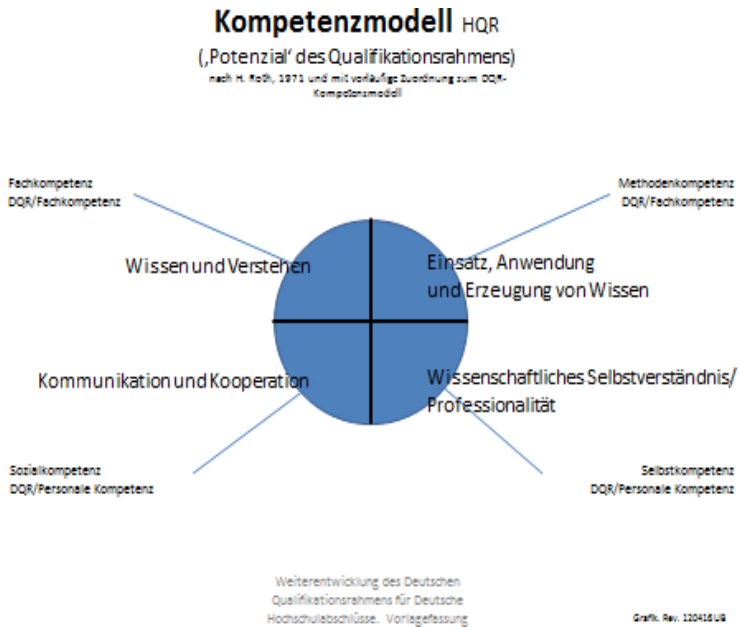 Kompetenzmodell HQR
(‚Potenzial' des Qualifikationsrahmens)
nach H. Roth, 1971 und mit vorläufige Zuordnung zum DQR-
Kompetenzmodell
Fachkompetenz
DQR/Fachkompetenz
Methodenkompetenz
DQR/Fachkompetenz
Wissen und Verstehen
Einsatz, Anwendung
und Erzeugung von Wissen
Kommunikation und Kooperation
Wissenschaftliches Selbstverständnis/
Professionalität
Sozialkompetenz
DQR/Personale Kompetenz
Selbstkompetenz
DQR/Personale Kompetenz
Weiterentwicklung des Deutschen
Qualifikationsrahmens für Deutsche
Hochschulabschlüsse. Vorlagefassung
Grafik. Rev. 120416 UB